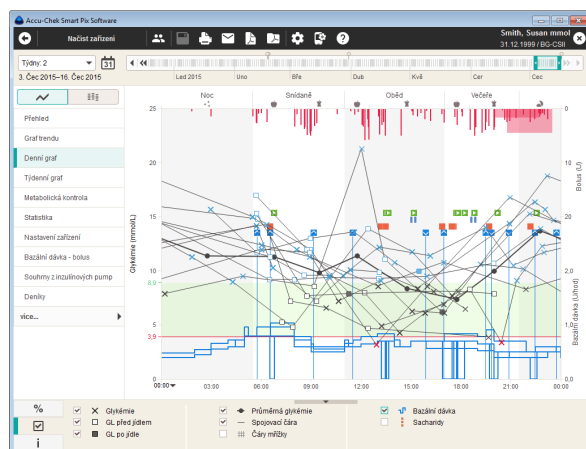 Accu-Chek Smart Pix Software
Načíst zařízení
Smith, Susan mmol
31.12.1999 / BG-CSII
Týdny: 2
31
3. Čec 2015–16. Čec 2015
Led 2015 Úno Bře Dub Kvě Čer Čec
Přehled
Graf trendu
Denní graf
Týdenní graf
Metabolická kontrola
Statistika
Nastavení zařízení
Bazální dávka - bolus
Souhrny z inzulínových pump
Deníky
více...
Noc Snídaně Oběd Večeře
Glykémie (mmol/L)
25
20
15
10
8,0
5
3,9
0
Bolus (U)
0
10
20
Bazální dávka (U/hod)
2,0
1,0
0,0
00:00 03:00 06:00 09:00 12:00 15:00 18:00 21:00 00:00
%
i
Glykémie
GL před jídlem
GL po jídle
Průměrná glykémie
Spojovací čára
Čáry mřížky
Bazální dávka
Sacharidy